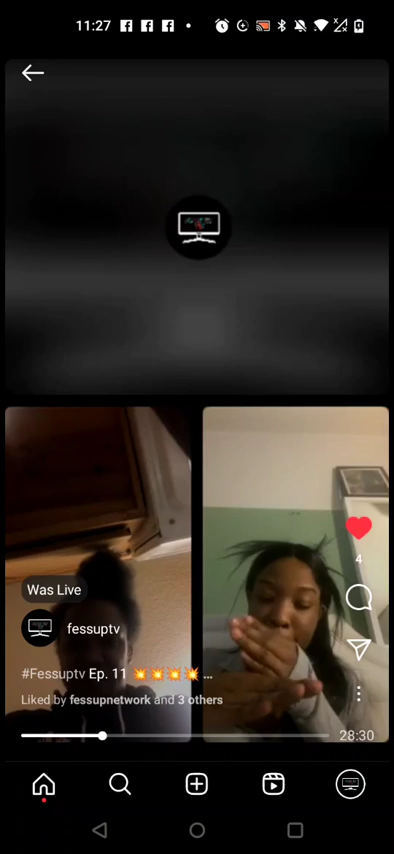 11:27
Was Live
fessuptv
#Fessuptv Ep. 11 💥💥💥💥 ...
4
Liked by fessupnetwork and 3 others
28:30